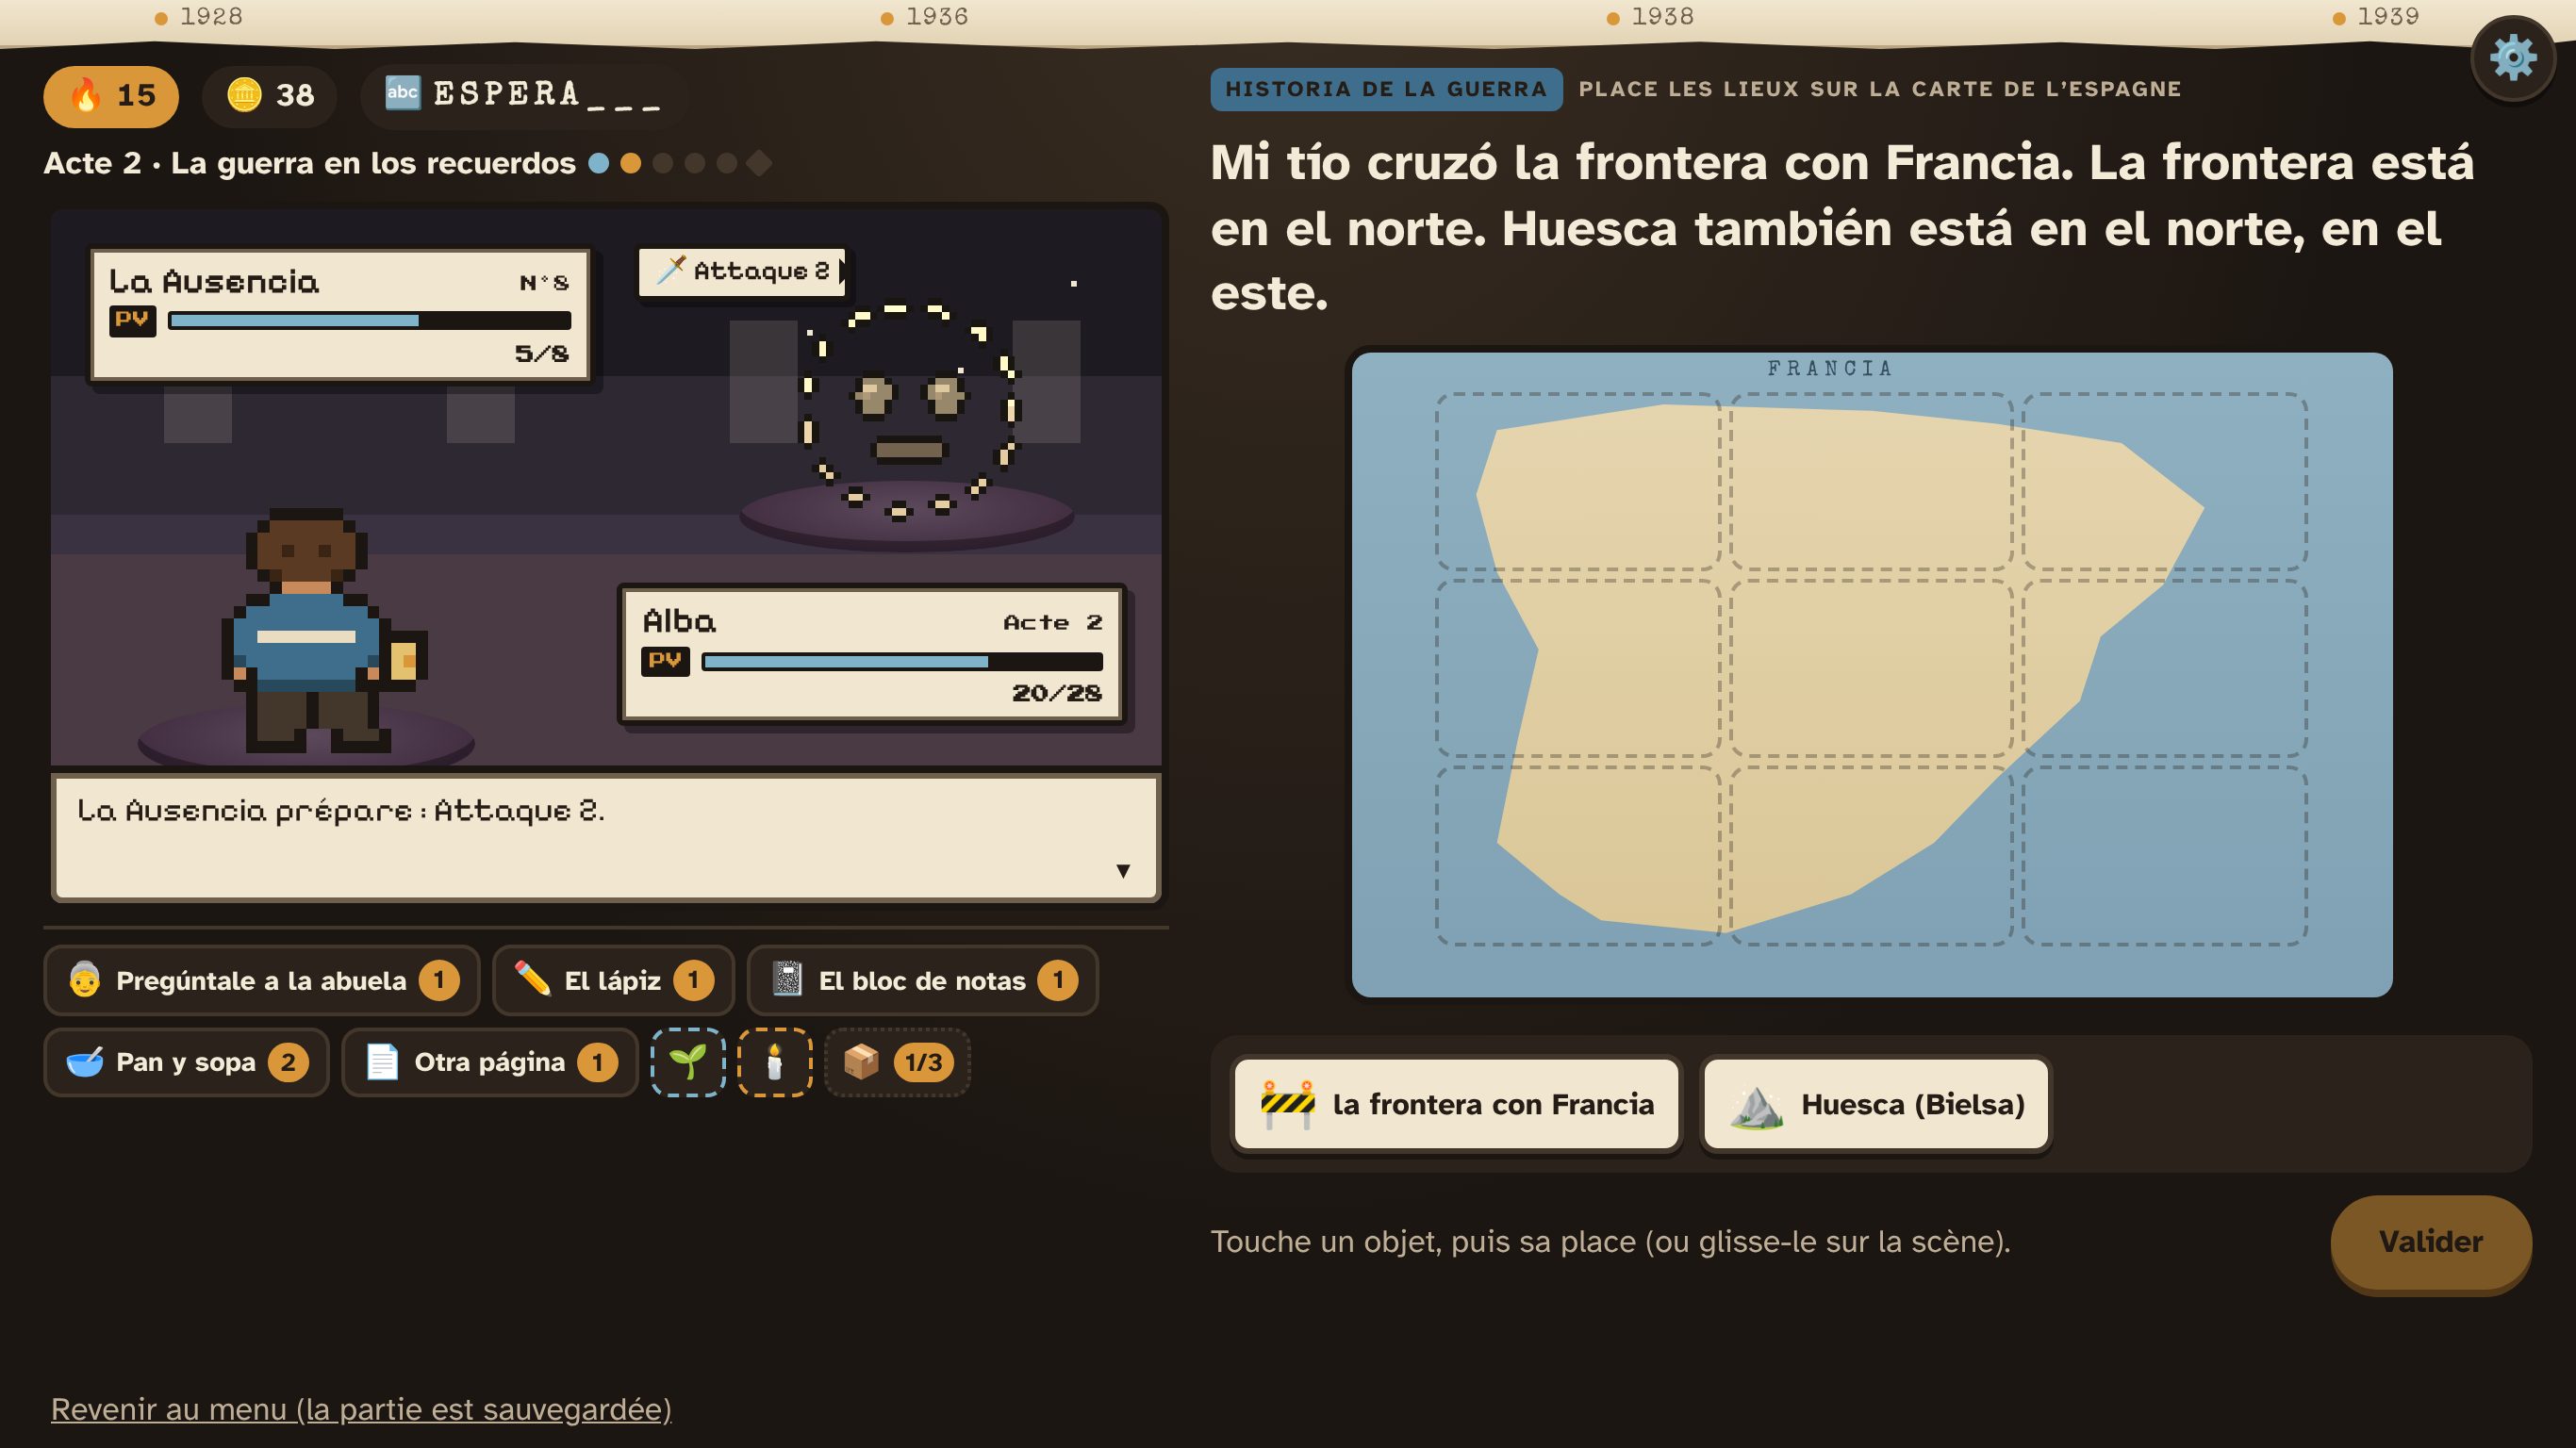 1928
1936
1938
1939
15
38
abc ESPERA___
Acte 2 · La guerra en los recuerdos
La Ausencia
N°8
PV
5/8
Attaque 2
Alba
Acte 2
PV
20/28
La Ausencia prépare : Attaque 2.
Pregúntale a la abuela 1
El lápiz 1
El bloc de notas 1
Pan y sopa 2
Otra página 1
1/3
Revenir au menu (la partie est sauvegardée)
HISTORIA DE LA GUERRA
PLACE LES LIEUX SUR LA CARTE DE L’ESPAGNE
Mi tío cruzó la frontera con Francia. La frontera está
en el norte. Huesca también está en el norte, en el
este.
FRANCIA
la frontera con Francia
Huesca (Bielsa)
Touche un objet, puis sa place (ou glisse-le sur la scène).
Valider